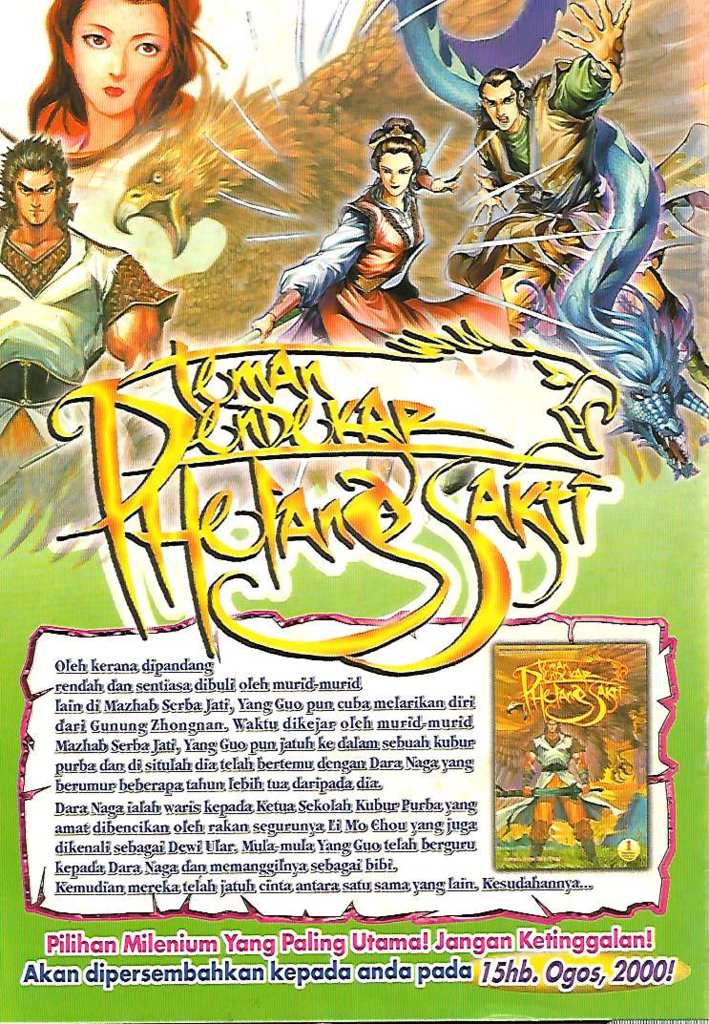 Teman
Pendekar
Helang Sakti
Oleh kerana dipandang
rendah dan sentiasa dibuli oleh murid-murid
lain di Mazhab Serba Jati, Yang Guo pun cuba melarikan diri
dari Gunung Zhongnan. Waktu dikejar oleh murid-murid
Mazhab Serba Jati, Yang Guo pun jatuh ke dalam sebuah kubur
purba dan di situlah dia telah bertemu dengan Dara Naga yang
berumur beberapa tahun lebih tua daripada dia.
Dara Naga ialah waris kepada Ketua Sekolah Kubur Purba yang
amat dibencikan oleh rakan segurunya Li Mo Chou yang juga
dikenali sebagai Dewi Ular. Mula-mula Yang Guo telah berguru
kepada Dara Naga dan memanggilnya sebagai bibi.
Kemudian mereka telah jatuh cinta antara satu sama yang lain. Kesudahannya...
Teman
Pendekar
Helang Sakti
1
Pilihan Milenium Yang Paling Utama! Jangan Ketinggalan!
Akan dipersembahkan kepada anda pada 15hb. Ogos, 2000!